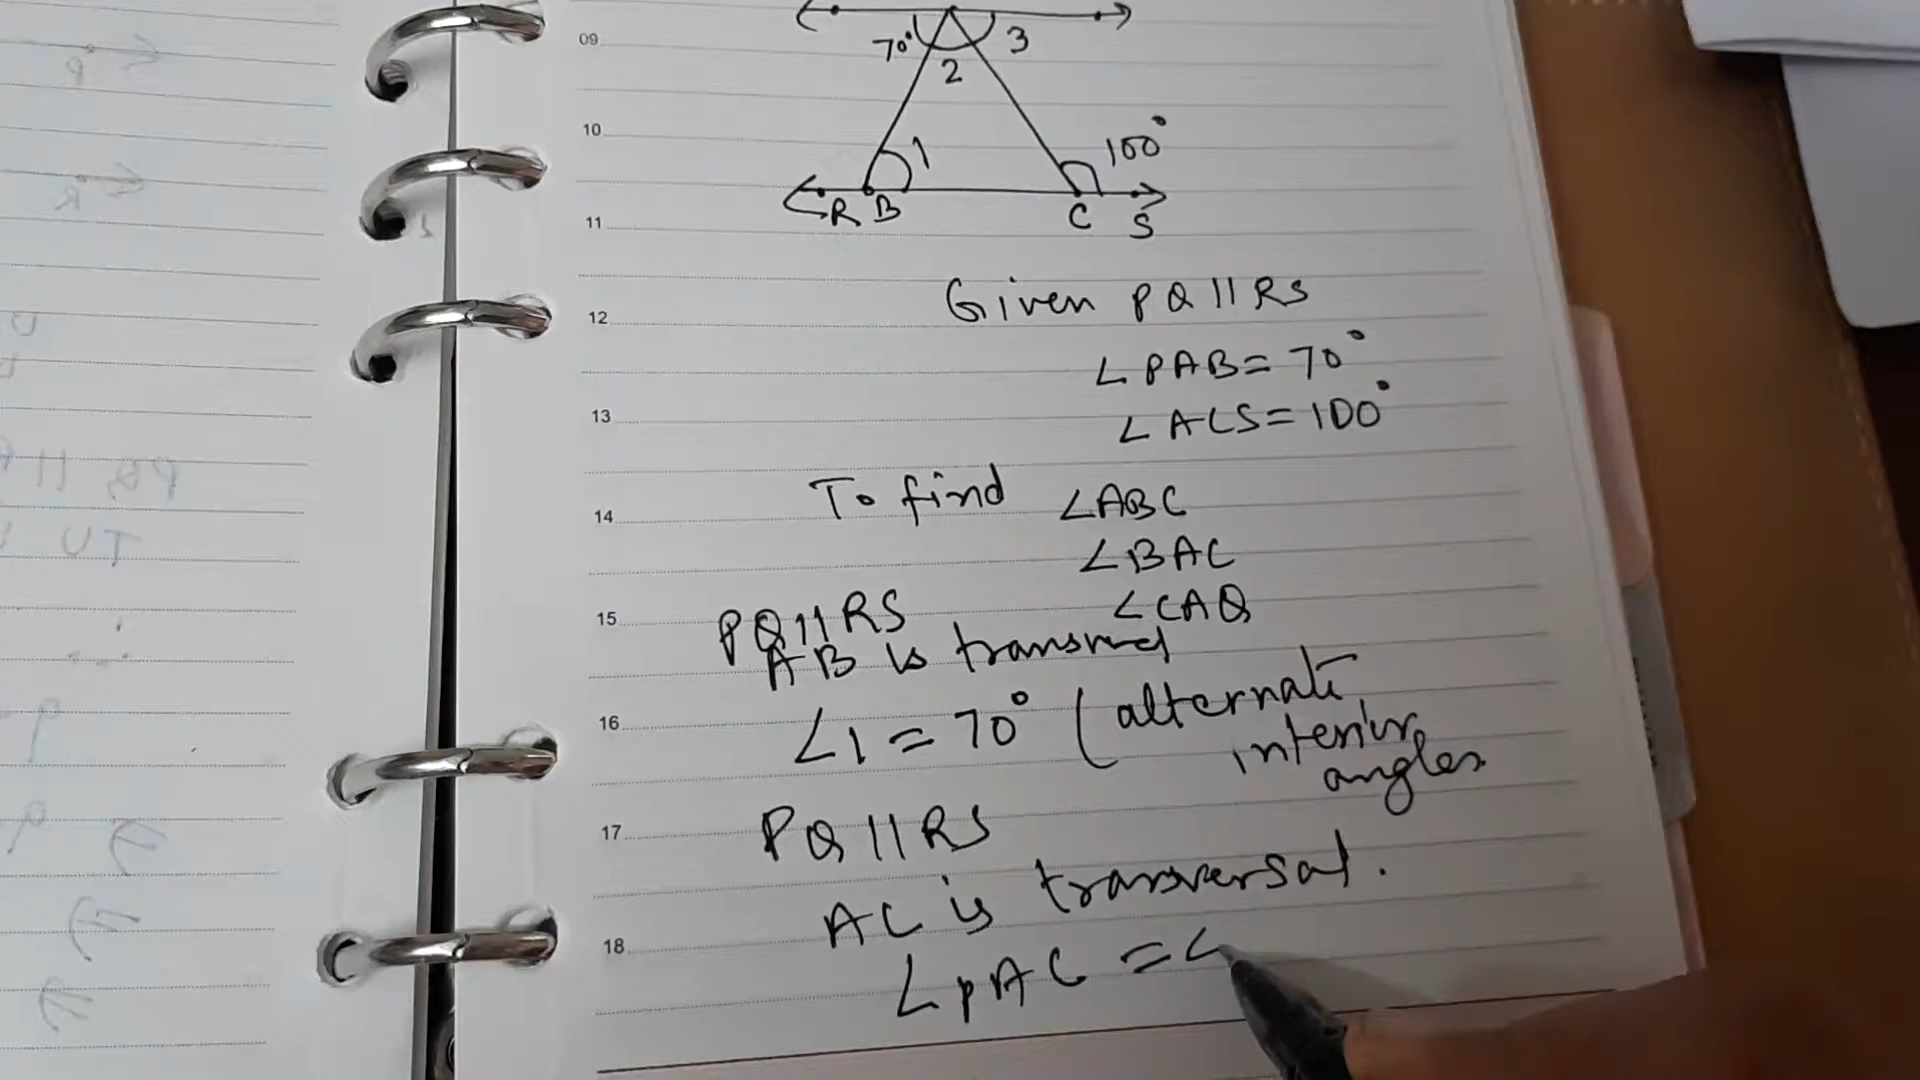 09
70° 3
2
10
1 100°
R B C S
11
Given PQ || RS
12
∠PAB = 70°
13
∠ACS = 100°
To find ∠ABC
14
∠BAC
15
PQ || RS ∠CAQ
AB is
16
∠1 = 70° (alternate
interior
angles
17
PQ || RS
AC is transversal.
18
∠PAC = ∠